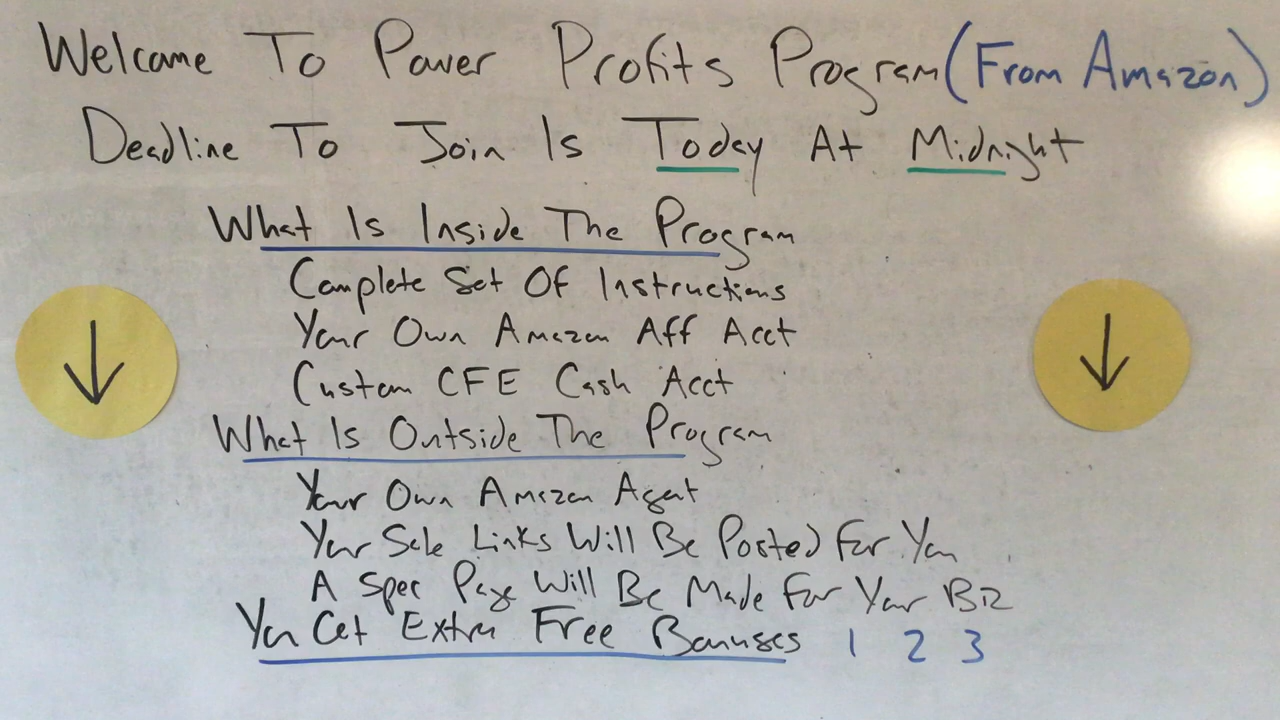 Welcome To Power Profits Program (From Amazon)
Deadline To Join Is Today At Midnight
What Is Inside The Program
Complete Set Of Instructions
Your Own Amazon Aff Acct
Custom CFE Cash Acct
What Is Outside The Program
Your Own Amazon Agent
Your Sale Links Will Be Posted For You
A Spec Page Will Be Made For Your Biz
You Get Extra Free Bonuses 1 2 3